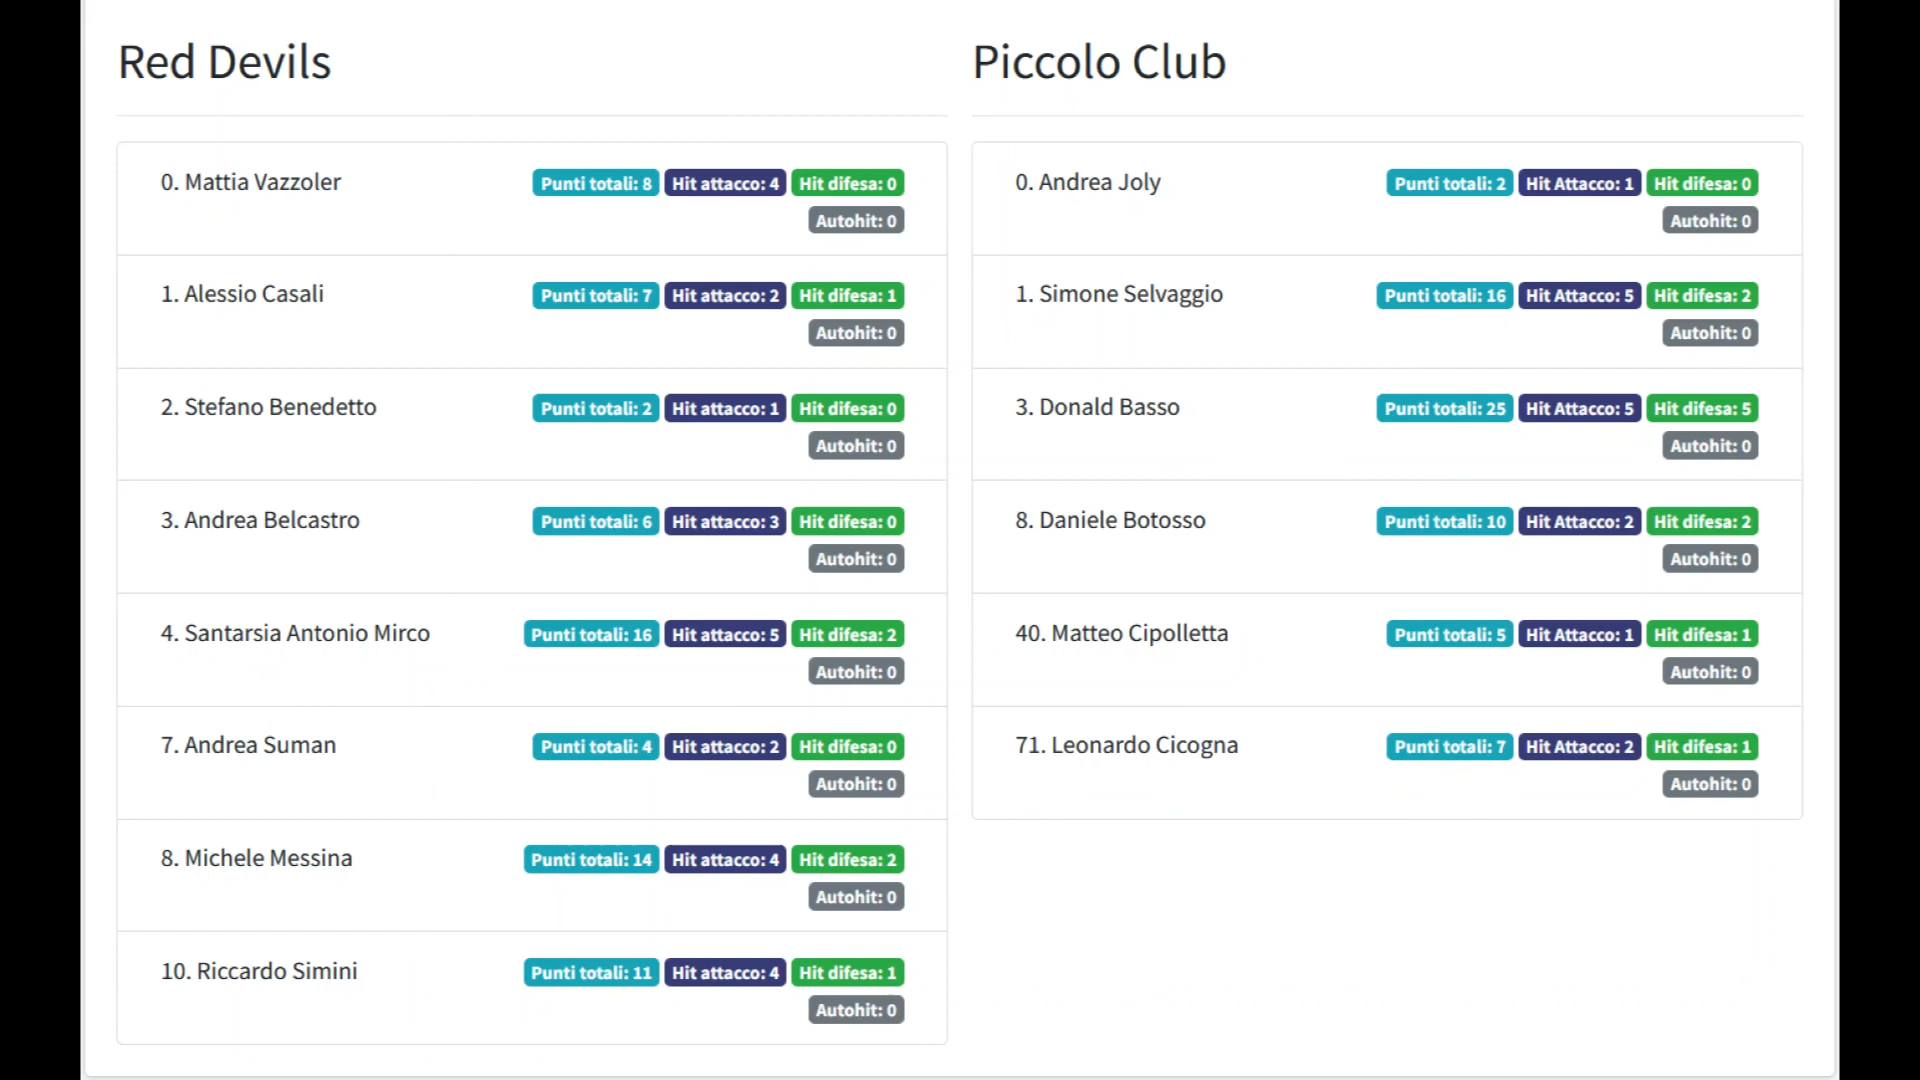 Red Devils
0. Mattia Vazzoler Punti totali: 8 Hit attacco: 4 Hit difesa: 0
Autohit: 0
1. Alessio Casali Punti totali: 7 Hit attacco: 2 Hit difesa: 1
Autohit: 0
2. Stefano Benedetto Punti totali: 2 Hit attacco: 1 Hit difesa: 0
Autohit: 0
3. Andrea Belcastro Punti totali: 6 Hit attacco: 3 Hit difesa: 0
Autohit: 0
4. Santarsia Antonio Mirco Punti totali: 16 Hit attacco: 5 Hit difesa: 2
Autohit: 0
7. Andrea Suman Punti totali: 4 Hit attacco: 2 Hit difesa: 0
Autohit: 0
8. Michele Messina Punti totali: 14 Hit attacco: 4 Hit difesa: 2
Autohit: 0
10. Riccardo Simini Punti totali: 11 Hit attacco: 4 Hit difesa: 1
Autohit: 0
Piccolo Club
0. Andrea Joly Punti totali: 2 Hit Attacco: 1 Hit difesa: 0
Autohit: 0
1. Simone Selvaggio Punti totali: 16 Hit Attacco: 5 Hit difesa: 2
Autohit: 0
3. Donald Basso Punti totali: 25 Hit Attacco: 5 Hit difesa: 5
Autohit: 0
8. Daniele Botosso Punti totali: 10 Hit Attacco: 2 Hit difesa: 2
Autohit: 0
40. Matteo Cipolletta Punti totali: 5 Hit Attacco: 1 Hit difesa: 1
Autohit: 0
71. Leonardo Cicogna Punti totali: 7 Hit Attacco: 2 Hit difesa: 1
Autohit: 0